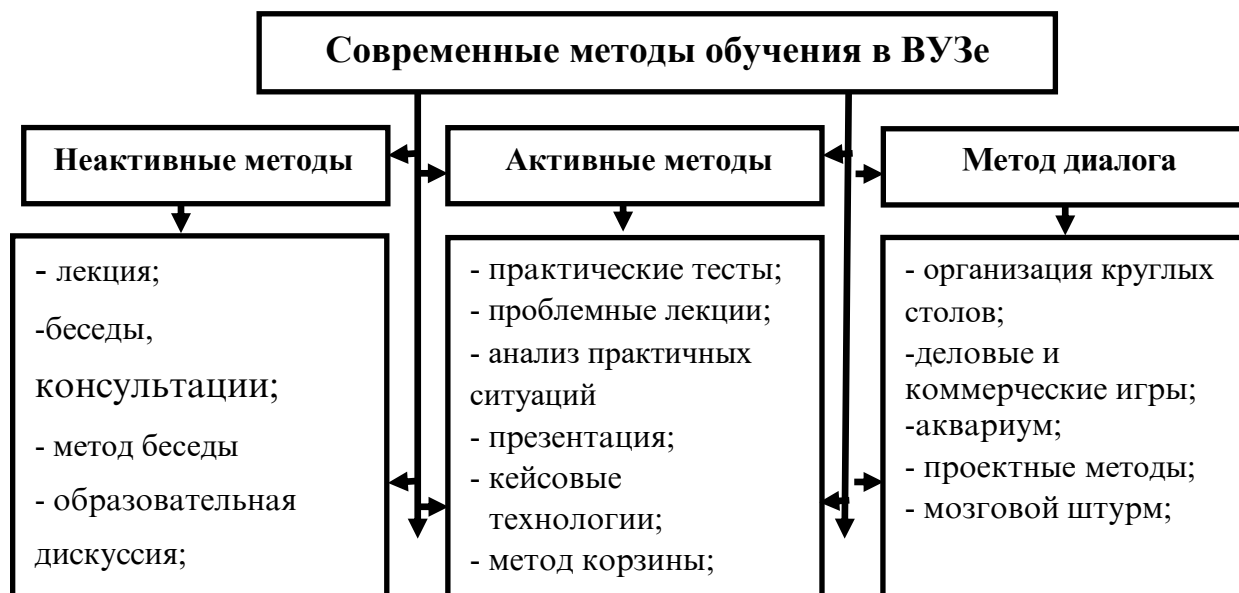 Современные методы обучения в ВУЗе
Неактивные методы
Активные методы
Метод диалога
- лекция;
-беседы,
консультации;
- метод беседы
- образовательная
дискуссия;
- практические тесты;
- проблемные лекции;
- анализ практичных
ситуаций
- презентация;
- кейсовые
технологии;
- метод корзины;
- организация круглых
столов;
-деловые и
коммерческие игры;
-аквариум;
- проектные методы;
- мозговой штурм;